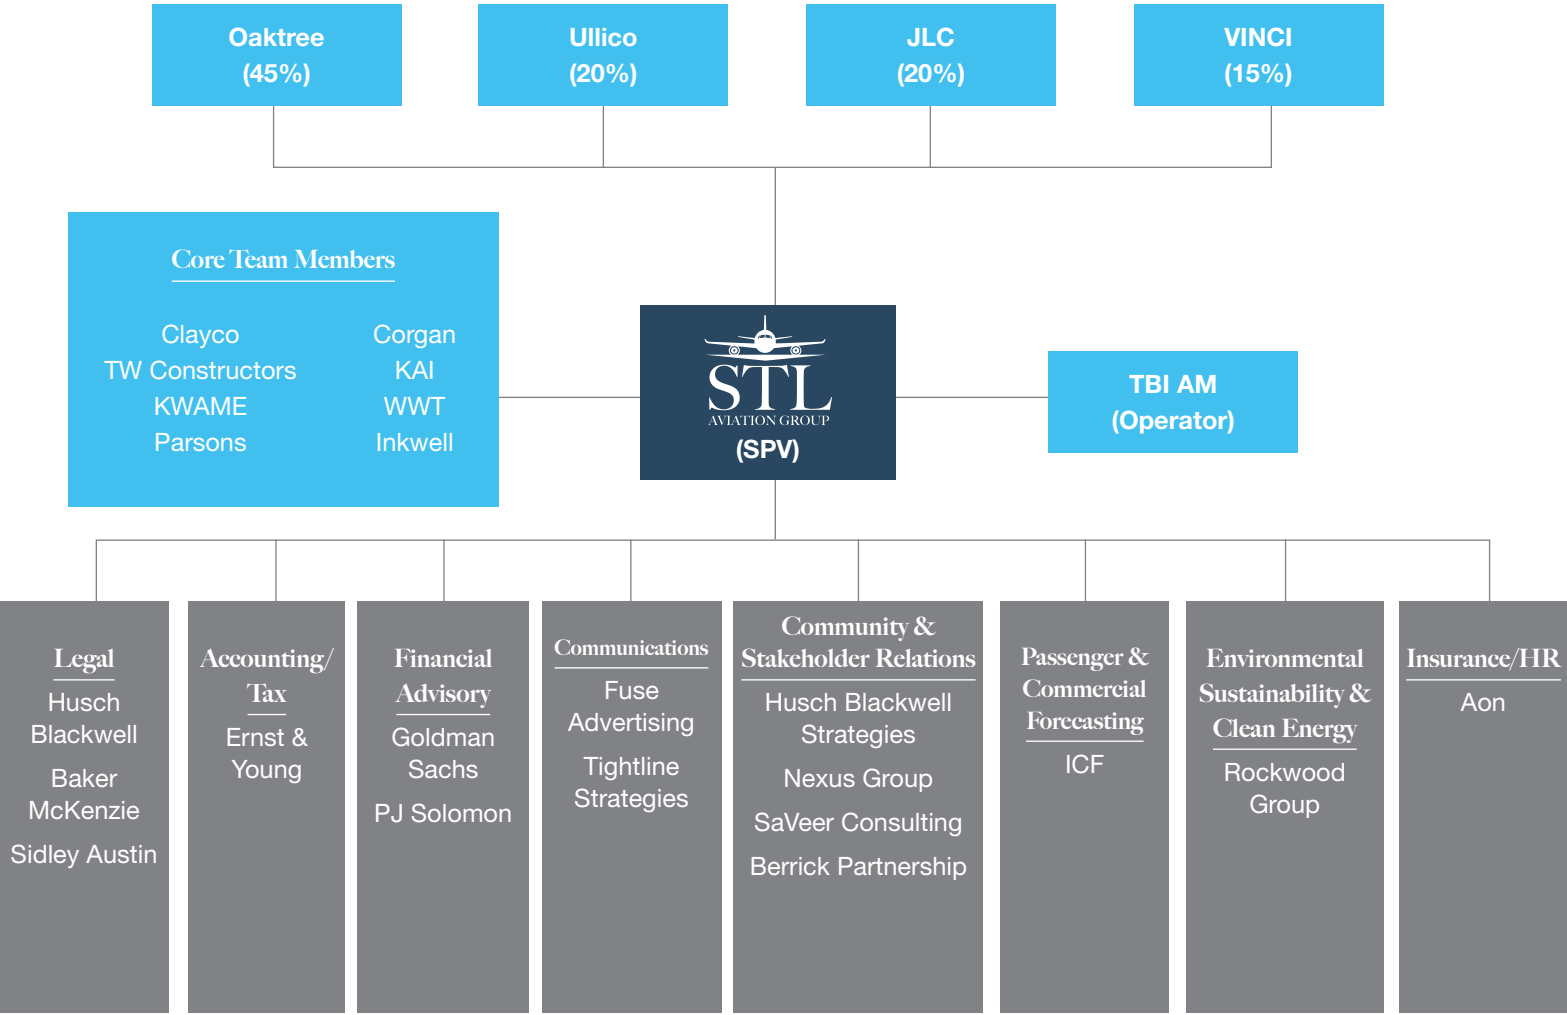 Oaktree
(45%)
Ullico
(20%)
JLC
(20%)
VINCI
(15%)
Core Team Members
Clayco
TW Constructors
KWAME
Parsons
Corgan
KAI
WWT
Inkwell
STL
AVIATION GROUP
(SPV)
TBI AM
(Operator)
Legal
Husch
Blackwell
Baker
McKenzie
Sidley Austin
Accounting/
Tax
Ernst &
Young
Financial
Advisory
Goldman
Sachs
PJ Solomon
Communications
Fuse
Advertising
Tightline
Strategies
Community &
Stakeholder Relations
Husch Blackwell
Strategies
Nexus Group
SaVeer Consulting
Berrick Partnership
Passenger &
Commercial
Forecasting
ICF
Environmental
Sustainability &
Clean Energy
Rockwood
Group
Insurance/HR
Aon